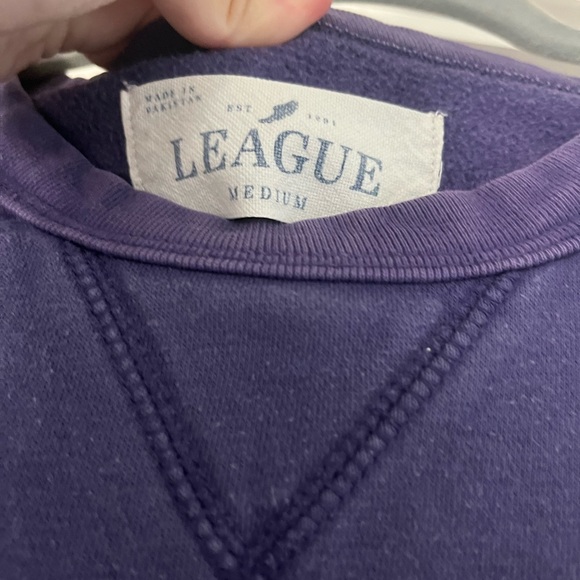 MADE IN
PAKISTAN
EST 1991
LEAGUE
MEDIUM